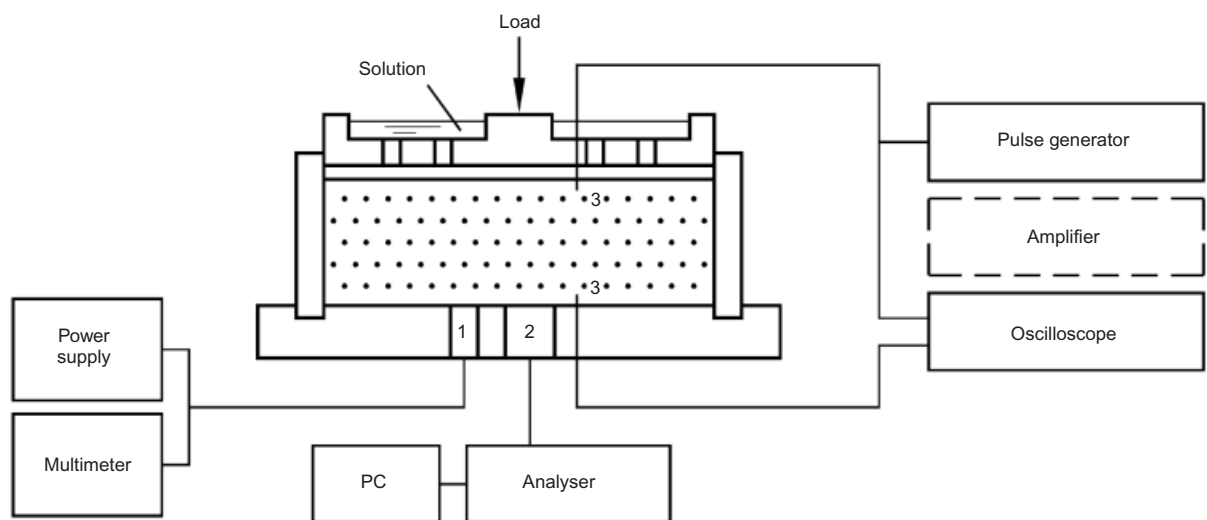 Load
Solution
Pulse generator
3
Amplifier
3
1
2
Oscilloscope
Power
supply
Multimeter
PC
Analyser